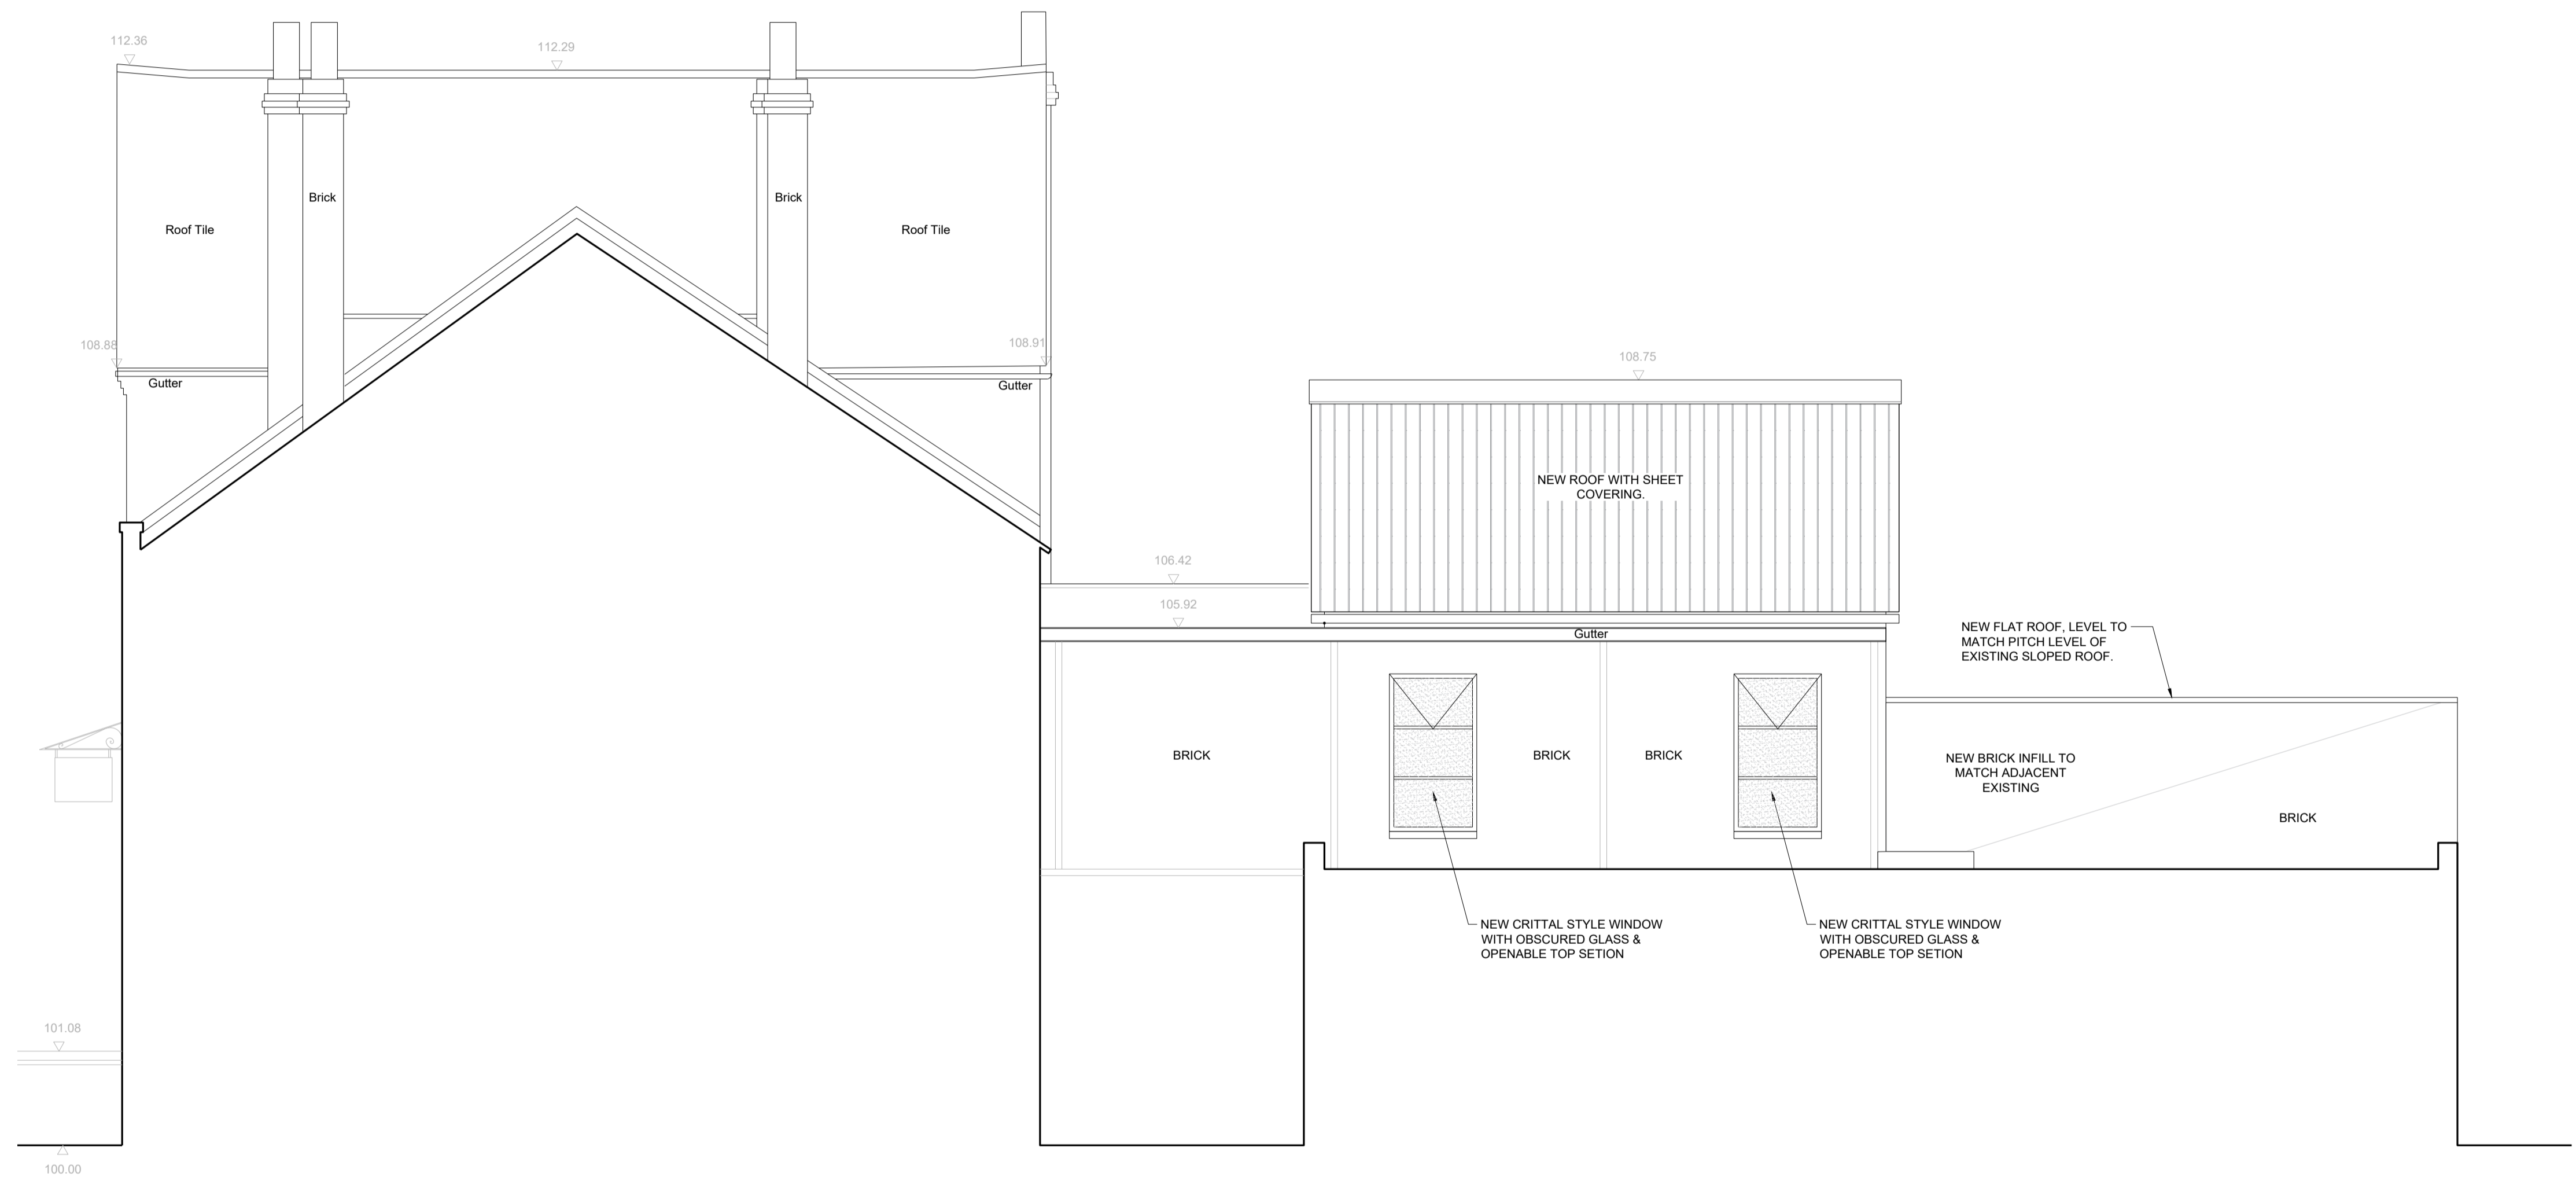 112.36
112.29
Brick
Brick
Roof Tile
Roof Tile
108.88
108.91
Gutter
Gutter
108.75
NEW ROOF WITH SHEET
COVERING.
106.42
105.92
Gutter
NEW FLAT ROOF, LEVEL TO
MATCH PITCH LEVEL OF
EXISTING SLOPED ROOF.
BRICK
BRICK
BRICK
NEW BRICK INFILL TO
MATCH ADJACENT
EXISTING
BRICK
NEW CRITTAL STYLE WINDOW
WITH OBSCURED GLASS &
OPENABLE TOP SETION
NEW CRITTAL STYLE WINDOW
WITH OBSCURED GLASS &
OPENABLE TOP SETION
101.08
100.00